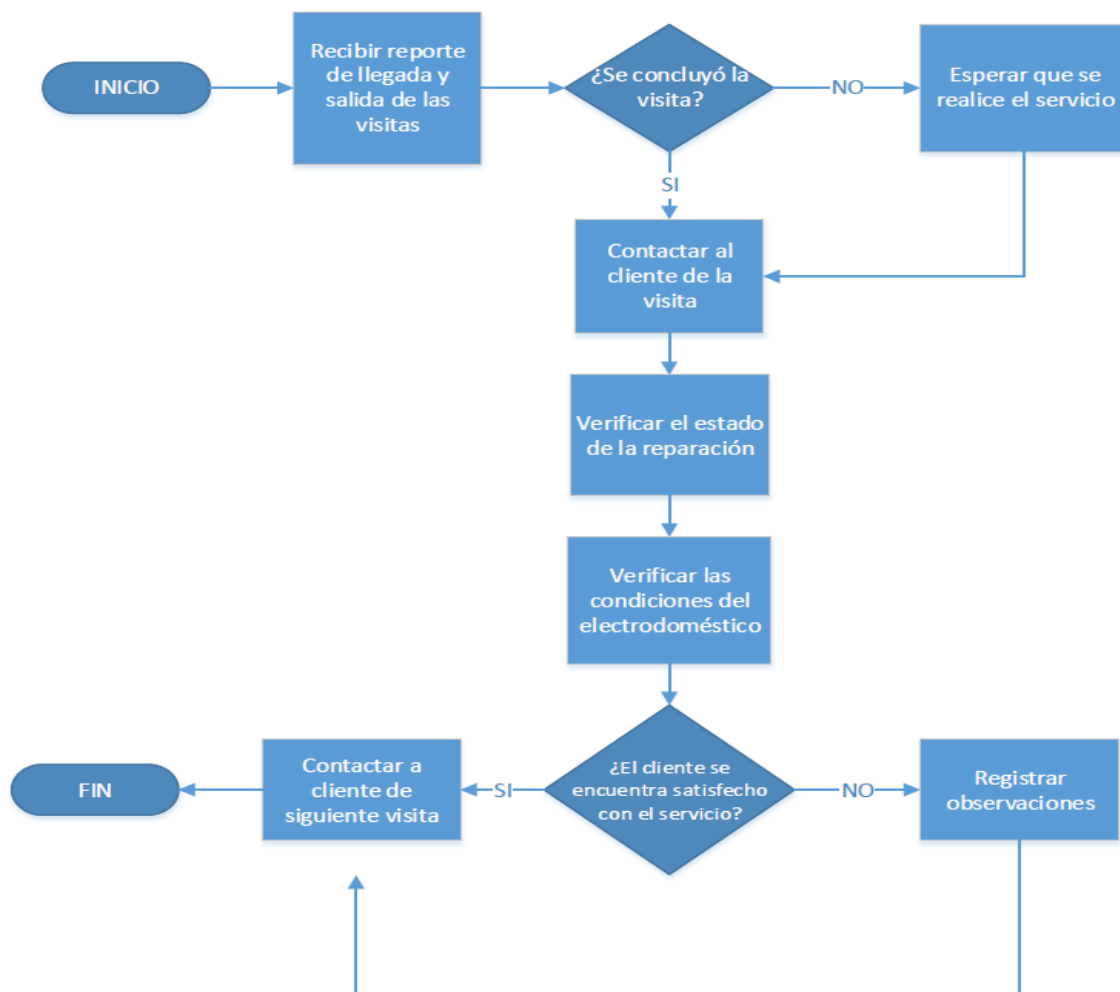 INICIO
Recibir reporte
de llegada y
salida de las
visitas
¿Se concluyó la
visita?
NO
Esperar que se
realice el servicio
SI
Contactar al
cliente de la
visita
Verificar el estado
de la reparación
Verificar las
condiciones del
electrodoméstico
¿El cliente se
encuentra satisfecho
con el servicio?
SI
Contactar a
cliente de
siguiente visita
FIN
NO
Registrar
observaciones